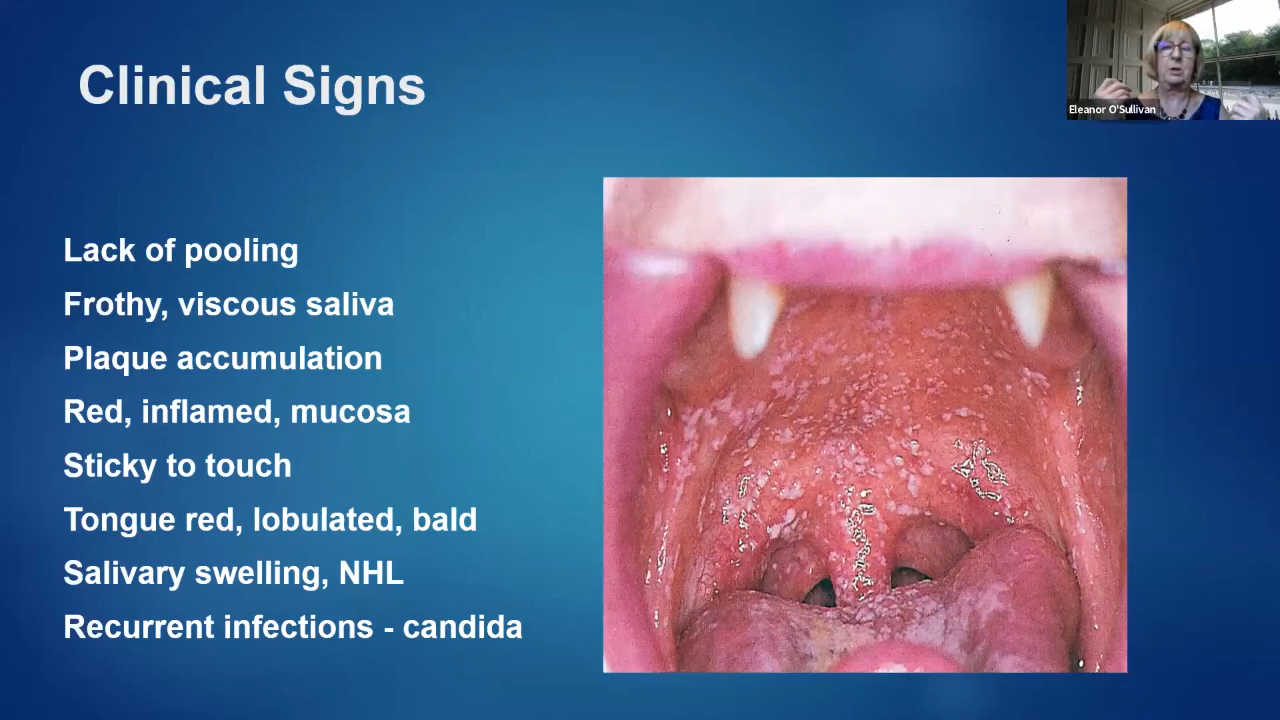 Clinical Signs
Eleanor O'Sullivan
Lack of pooling
Frothy, viscous saliva
Plaque accumulation
Red, inflamed, mucosa
Sticky to touch
Tongue red, lobulated, bald
Salivary swelling, NHL
Recurrent infections - candida